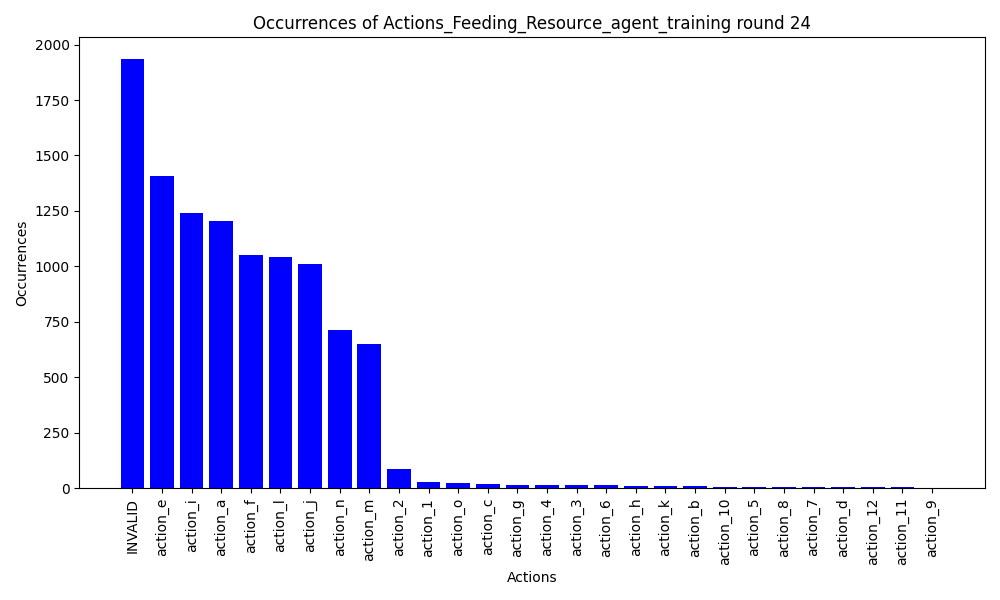 Occurrences of Actions_Feeding_Resource_agent_training round 24
2000
1750
1500
1250
1000
750
500
250
0
Occurrences
INVALID
action_e
action_i
action_a
action_f
action_l
action_j
action_n
action_m
action_2
action_1
action_o
action_c
action_g
action_4
action_3
action_6
action_h
action_k
action_b
action_10
action_5
action_8
action_7
action_d
action_12
action_11
action_9
Actions